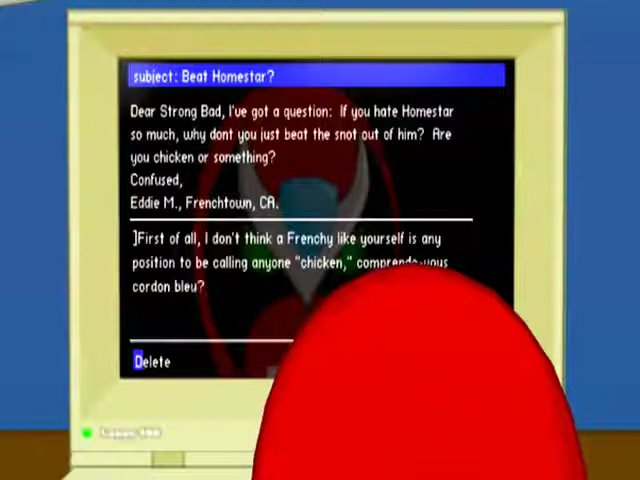 subject: Beat Homestar?
Dear Strong Bad, I've got a question: If you hate Homestar
so much, why dont you just beat the snot out of him? Are
you chicken or something?
Confused,
Eddie M., Frenchtown, CA.
]First of all, I don't think a Frenchy like yourself is any
position to be calling anyone "chicken," comprende vous
cordon bleu?
Delete